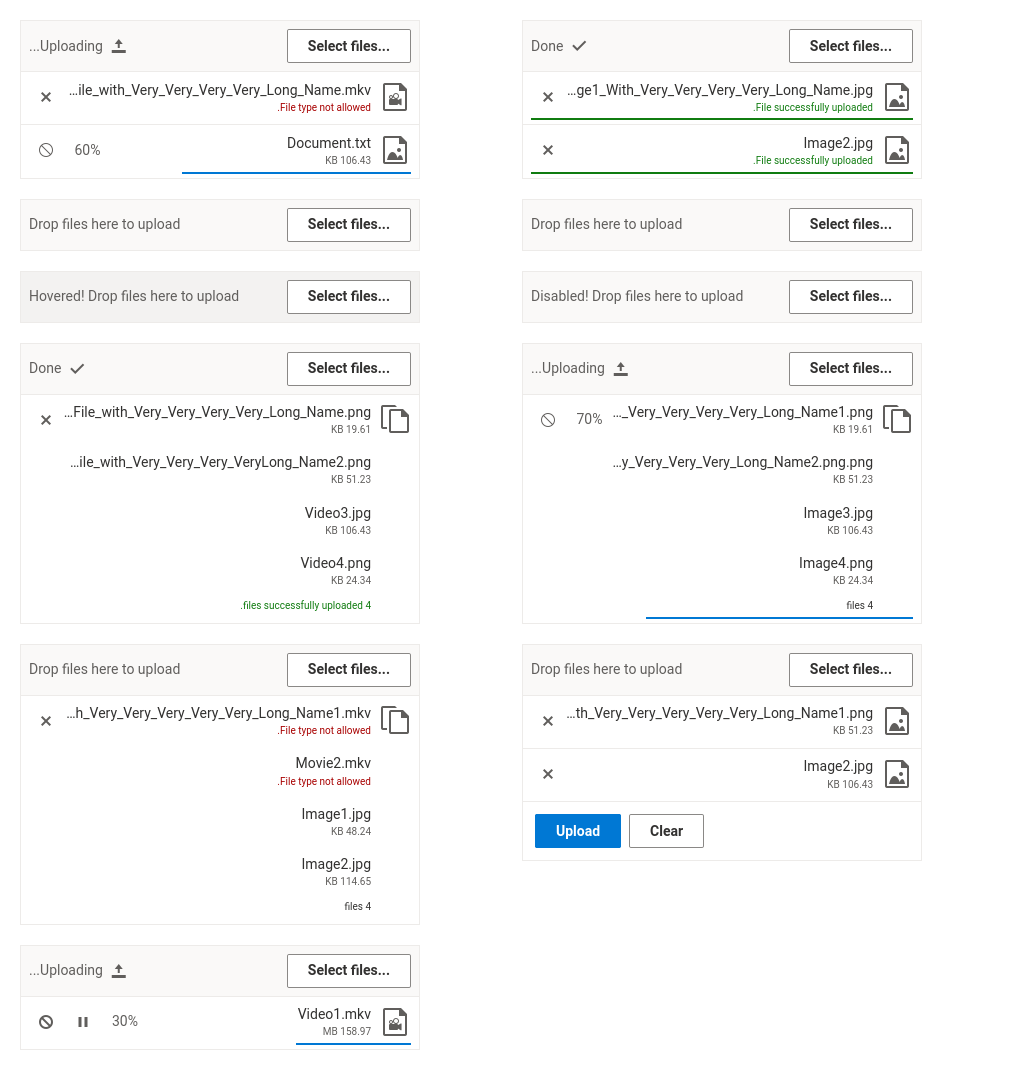 ...Uploading
Select files...
...ile_with_Very_Very_Very_Very_Long_Name.mkv
.File type not allowed
60%
Document.txt
KB 106.43
Drop files here to upload
Select files...
Hovered! Drop files here to upload
Select files...
Done
Select files...
...File_with_Very_Very_Very_Very_Long_Name.png
KB 19.61
...ile_with_Very_Very_Very_VeryLong_Name2.png
KB 51.23
Video3.jpg
KB 106.43
Video4.png
KB 24.34
.files successfully uploaded 4
Drop files here to upload
Select files...
...h_Very_Very_Very_Very_Very_Long_Name1.mkv
.File type not allowed
Movie2.mkv
.File type not allowed
Image1.jpg
KB 48.24
Image2.jpg
KB 114.65
files 4
...Uploading
Select files...
30%
Video1.mkv
MB 158.97
Done
Select files...
...ge1_With_Very_Very_Very_Very_Long_Name.jpg
.File successfully uploaded
Image2.jpg
.File successfully uploaded
Drop files here to upload
Select files...
Disabled! Drop files here to upload
Select files...
...Uploading
Select files...
70%
..._Very_Very_Very_Very_Long_Name1.png
KB 19.61
...y_Very_Very_Very_Long_Name2.png.png
KB 51.23
Image3.jpg
KB 106.43
Image4.png
KB 24.34
files 4
Drop files here to upload
Select files...
...th_Very_Very_Very_Very_Very_Long_Name1.png
KB 51.23
Image2.jpg
KB 106.43
Upload
Clear